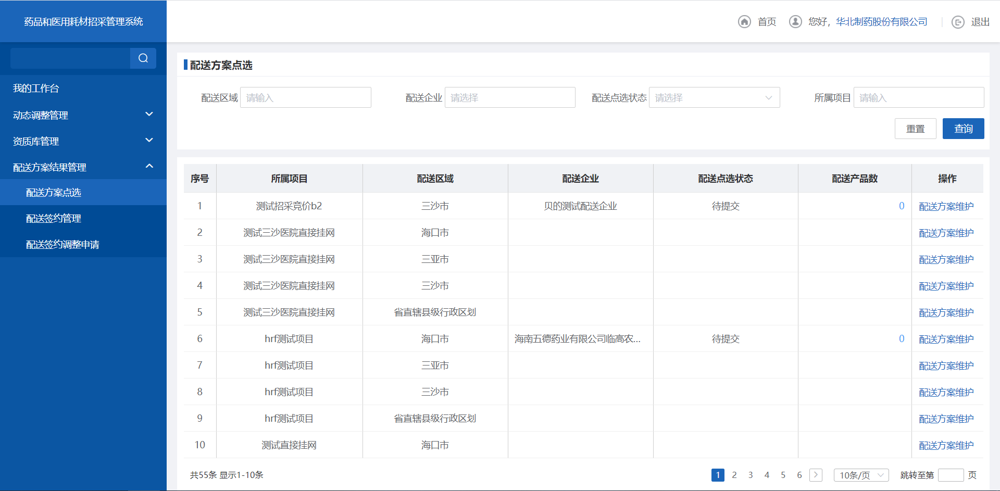 药品和医用耗材招采管理系统
首页 您好，华北制药股份有限公司 退出
我的工作台
动态调整管理
资质库管理
配送方案结果管理
配送方案点选
配送签约管理
配送签约调整申请
配送方案点选
配送区域 请输入 配送企业 请选择 配送点选状态 请选择 所属项目 请输入
重置 查询
序号 所属项目 配送区域 配送企业 配送点选状态 配送产品数 操作
1 测试招采竞价b2 三沙市 贝的测试配送企业 待提交 0 配送方案维护
2 测试三沙医院直接挂网 海口市 配送方案维护
3 测试三沙医院直接挂网 三亚市 配送方案维护
4 测试三沙医院直接挂网 三沙市 配送方案维护
5 测试三沙医院直接挂网 省直辖县级行政区划 配送方案维护
6 hrf测试项目 海口市 海南五德药业有限公司临高农... 待提交 0 配送方案维护
7 hrf测试项目 三亚市 配送方案维护
8 hrf测试项目 三沙市 配送方案维护
9 hrf测试项目 省直辖县级行政区划 配送方案维护
10 测试直接挂网 海口市 配送方案维护
共55条 显示1-10条 1 2 3 4 5 6 10条/页 跳转至第 页